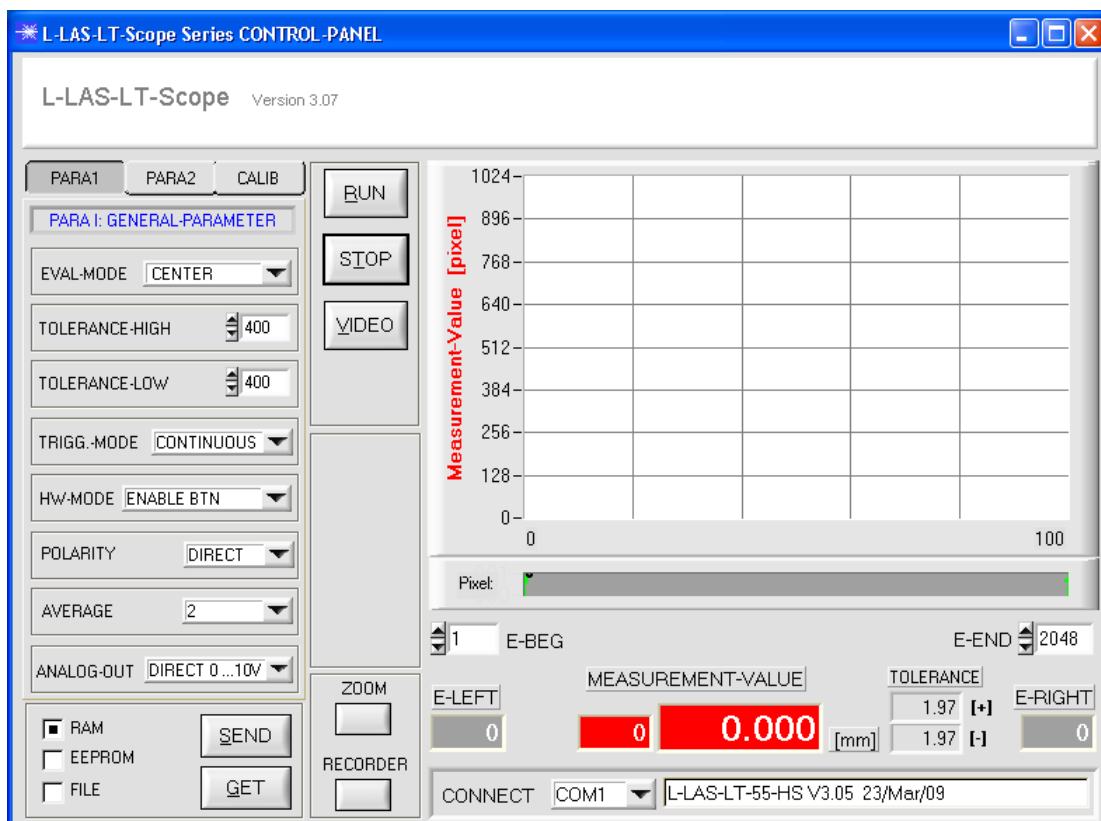 L-LAS-LT-Scope Series CONTROL-PANEL
L-LAS-LT-Scope Version 3.07
PARA1 PARA2 CALIB
PARA I: GENERAL-PARAMETER
EVAL-MODE CENTER
TOLERANCE-HIGH 400
TOLERANCE-LOW 400
TRIGG.-MODE CONTINUOUS
HW-MODE ENABLE BTN
POLARITY DIRECT
AVERAGE 2
ANALOG-OUT DIRECT 0...10V
RAM
EEPROM
FILE
SEND
GET
RUN
STOP
VIDEO
ZOOM
RECORDER
Measurement-Value [pixel]
1024
896
768
640
512
384
256
128
0
0 100
Pixel:
1 E-BEG
E-END 2048
E-LEFT
0
MEASUREMENT-VALUE
0 0.000 [mm]
TOLERANCE
1.97 [+]
1.97 [-]
E-RIGHT
0
CONNECT COM1 L-LAS-LT-55-HS V3.05 23/Mar/09